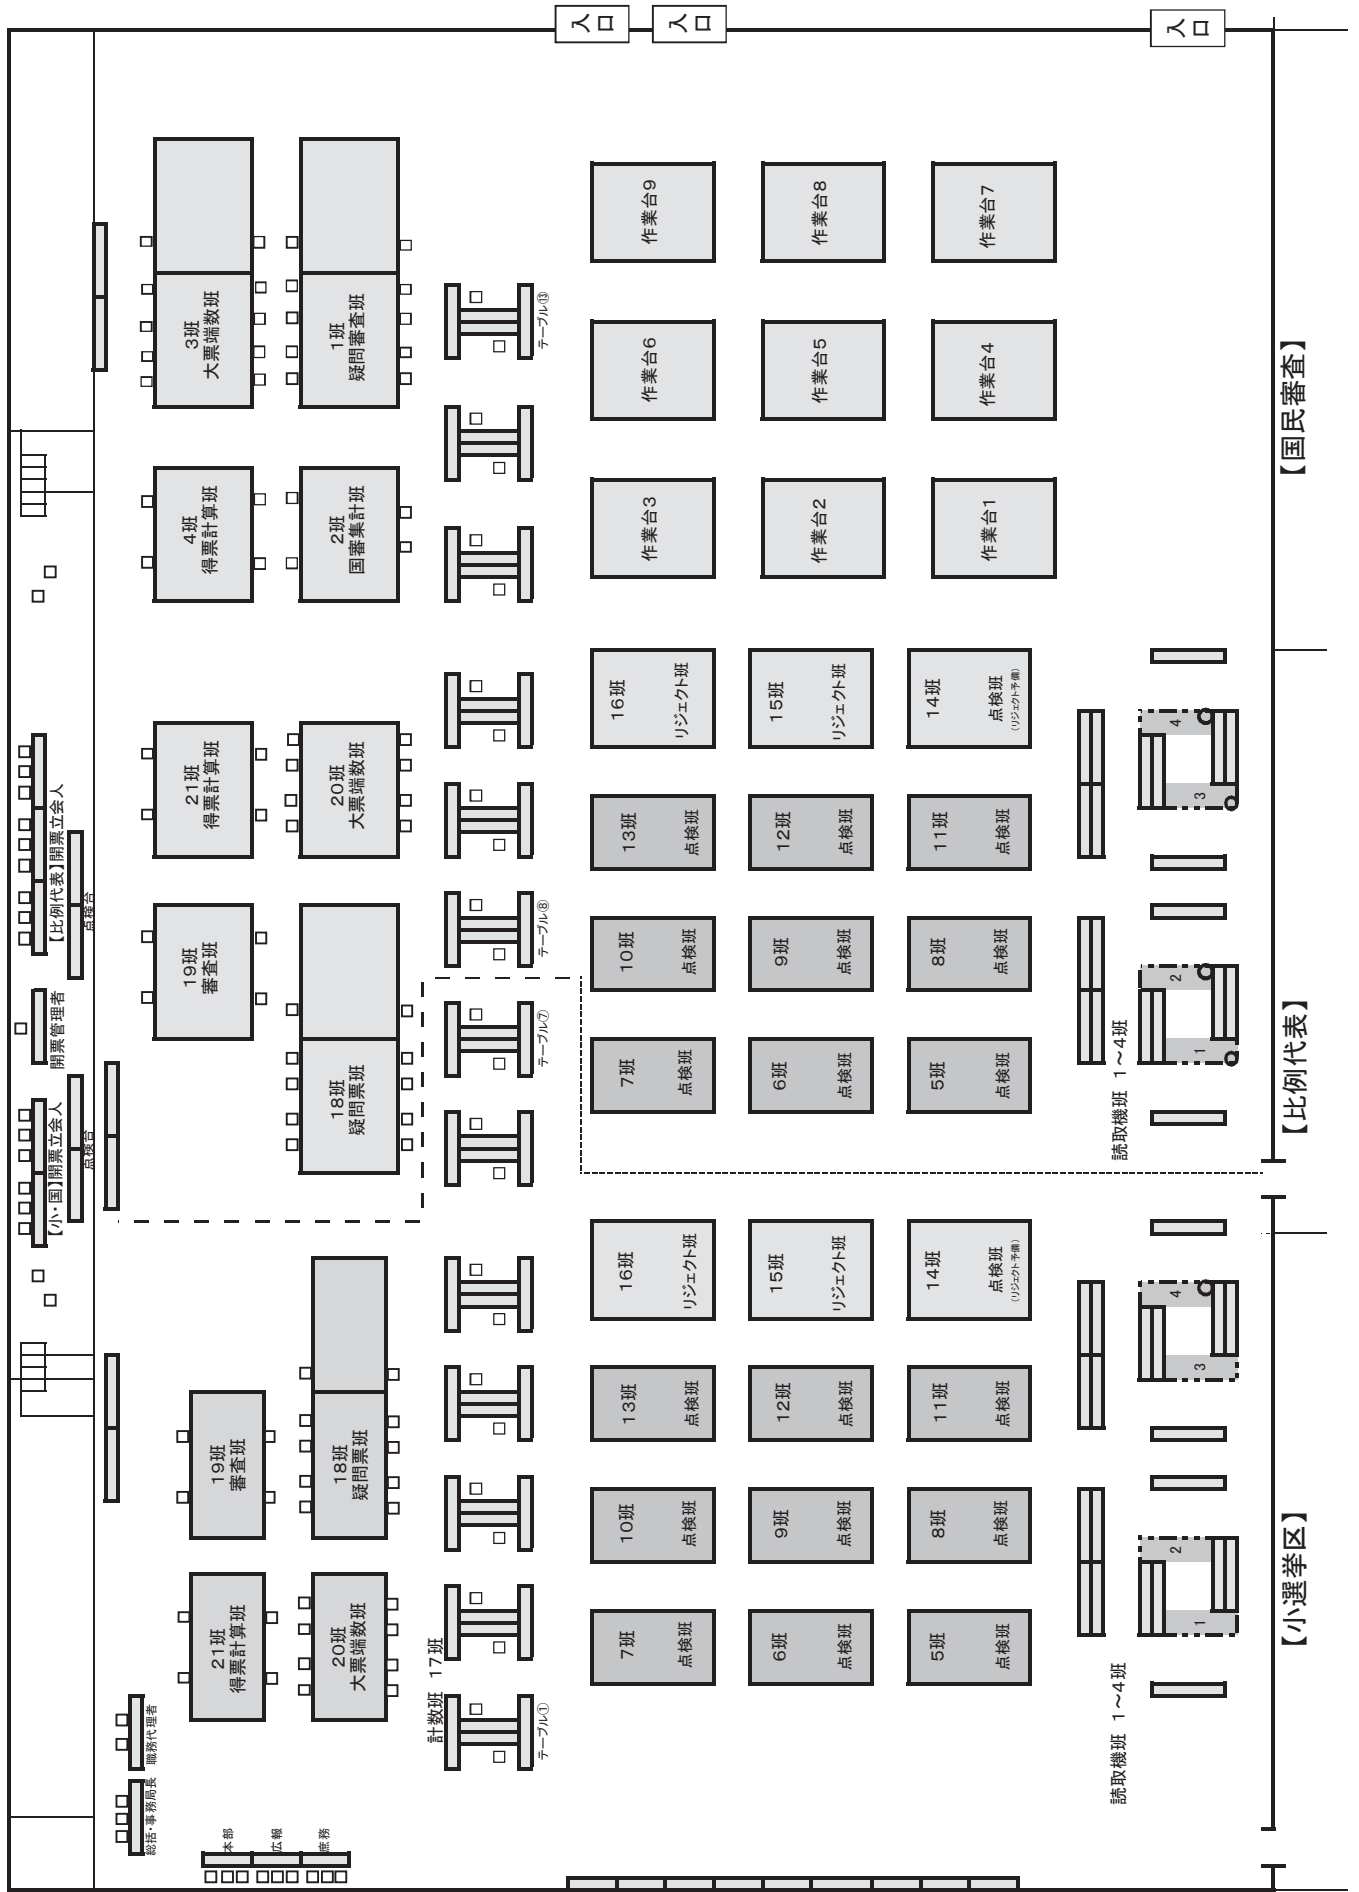 【小・国】開票立会人
開票管理者
【比例代表】開票立会人
点検台
点検台
総括・事務局長
職務代理者
本部
広報
庶務
21班
得票計算班
19班
審査班
19班
審査班
21班
得票計算班
4班
得票計算班
3班
大票端数班
20班
大票端数班
18班
疑問票班
18班
疑問票班
20班
大票端数班
2班
国審集計班
1班
疑問審査班
計数班 17班
テーブル①
テーブル⑦
テーブル⑧
テーブル⑬
入口
入口
7班
点検班
10班
点検班
13班
点検班
16班
リジェクト班
7班
点検班
10班
点検班
13班
点検班
16班
リジェクト班
作業台3
作業台6
作業台9
6班
点検班
9班
点検班
12班
点検班
15班
リジェクト班
6班
点検班
9班
点検班
12班
点検班
15班
リジェクト班
作業台2
作業台5
作業台8
5班
点検班
8班
点検班
11班
点検班
14班
点検班
(リジェクト予備)
5班
点検班
8班
点検班
11班
点検班
14班
点検班
(リジェクト予備)
作業台1
作業台4
作業台7
読取機班 1～4班
読取機班 1～4班
1
2
3
4
1
2
3
4
入口
【小選挙区】
【比例代表】
【国民審査】